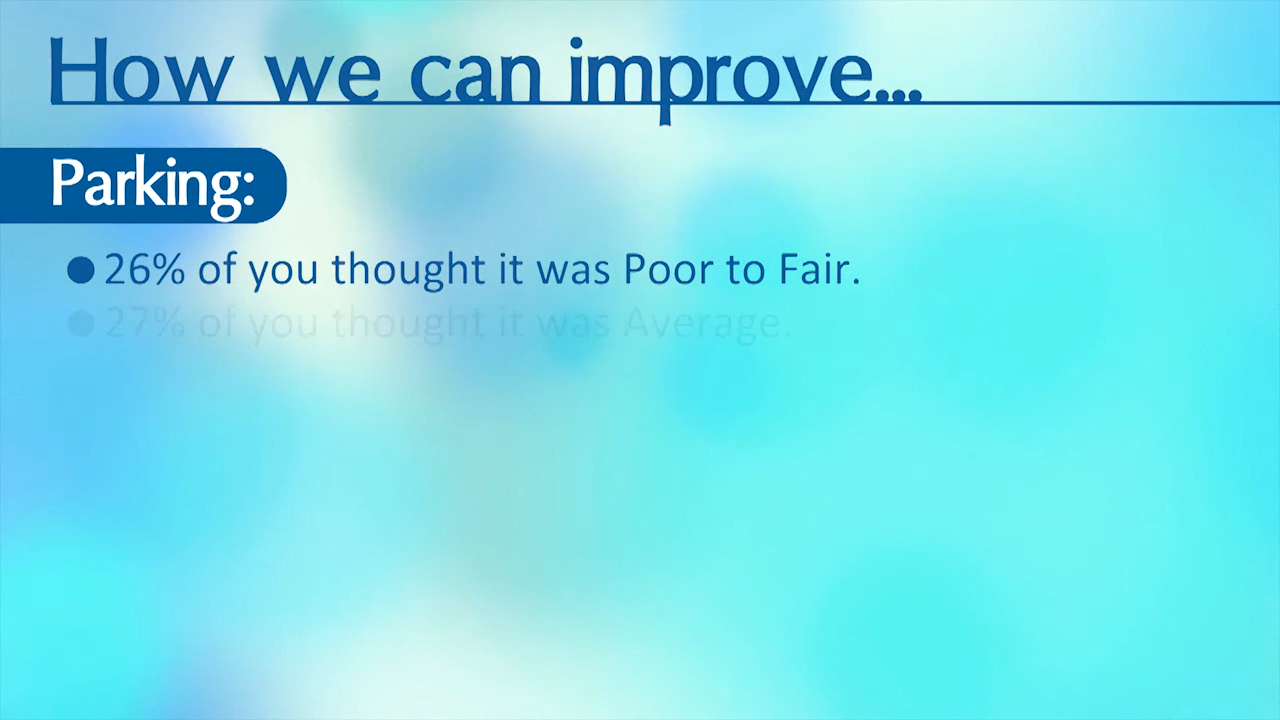 How we can improve...
Parking:
● 26% of you thought it was Poor to Fair.
● 27% of you thought it was Average.